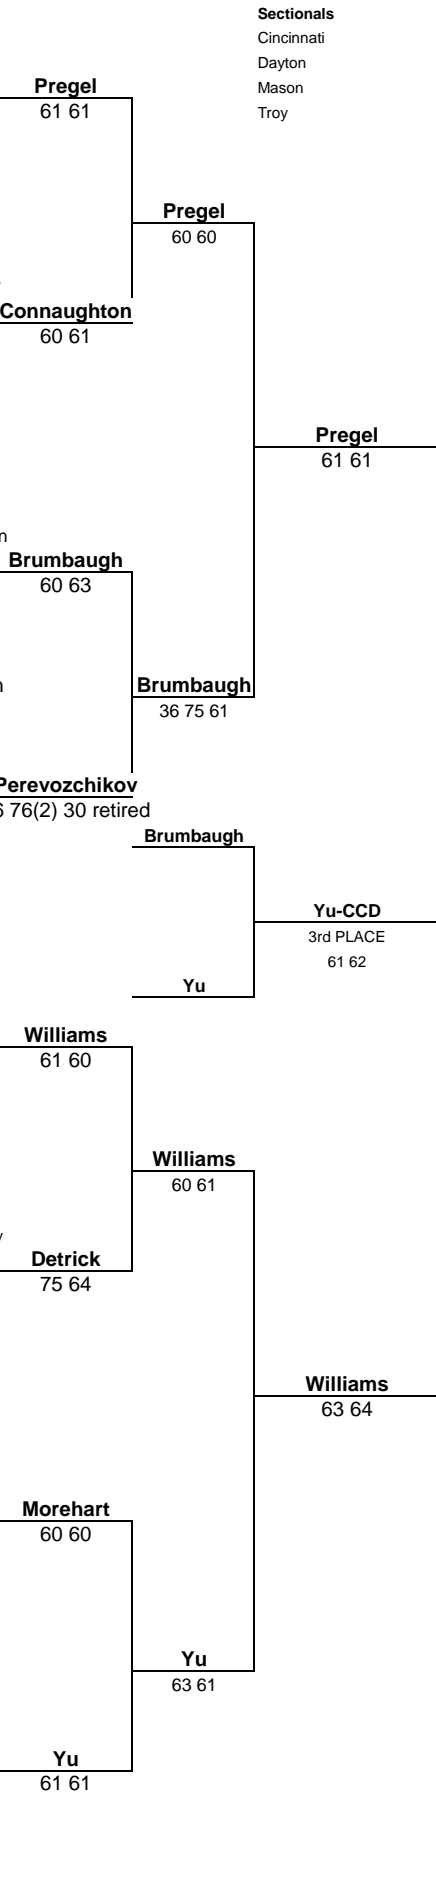 Sectionals
Cincinnati
Dayton
Mason
Troy
Pregel
61 61
Pregel
60 60
Connaughton
60 61
Pregel
61 61
n
Brumbaugh
60 63
Brumbaugh
36 75 61
Perevozchikov
6 76(2) 30 retired
Brumbaugh
Yu-CCD
3rd PLACE
61 62
Yu
Williams
61 60
Williams
60 61
Detrick
75 64
Williams
63 64
Morehart
60 60
Yu
63 61
Yu
61 61